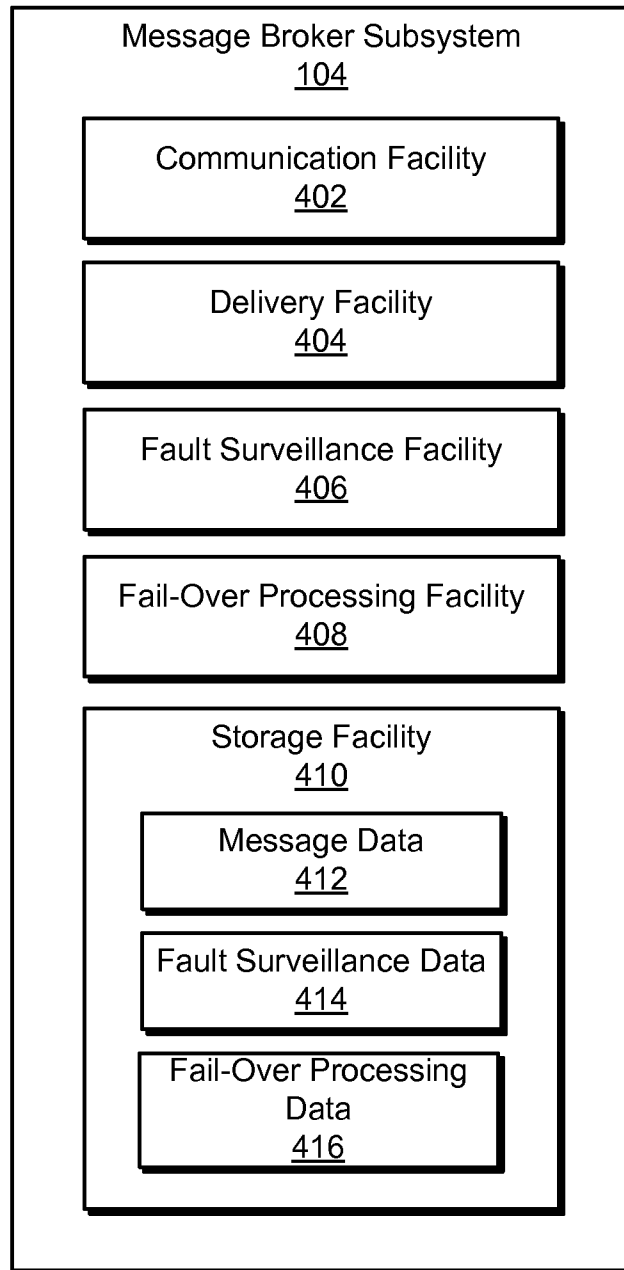 Message Broker Subsystem
104
Communication Facility
402
Delivery Facility
404
Fault Surveillance Facility
406
Fail-Over Processing Facility
408
Storage Facility
410
Message Data
412
Fault Surveillance Data
414
Fail-Over Processing
Data
416